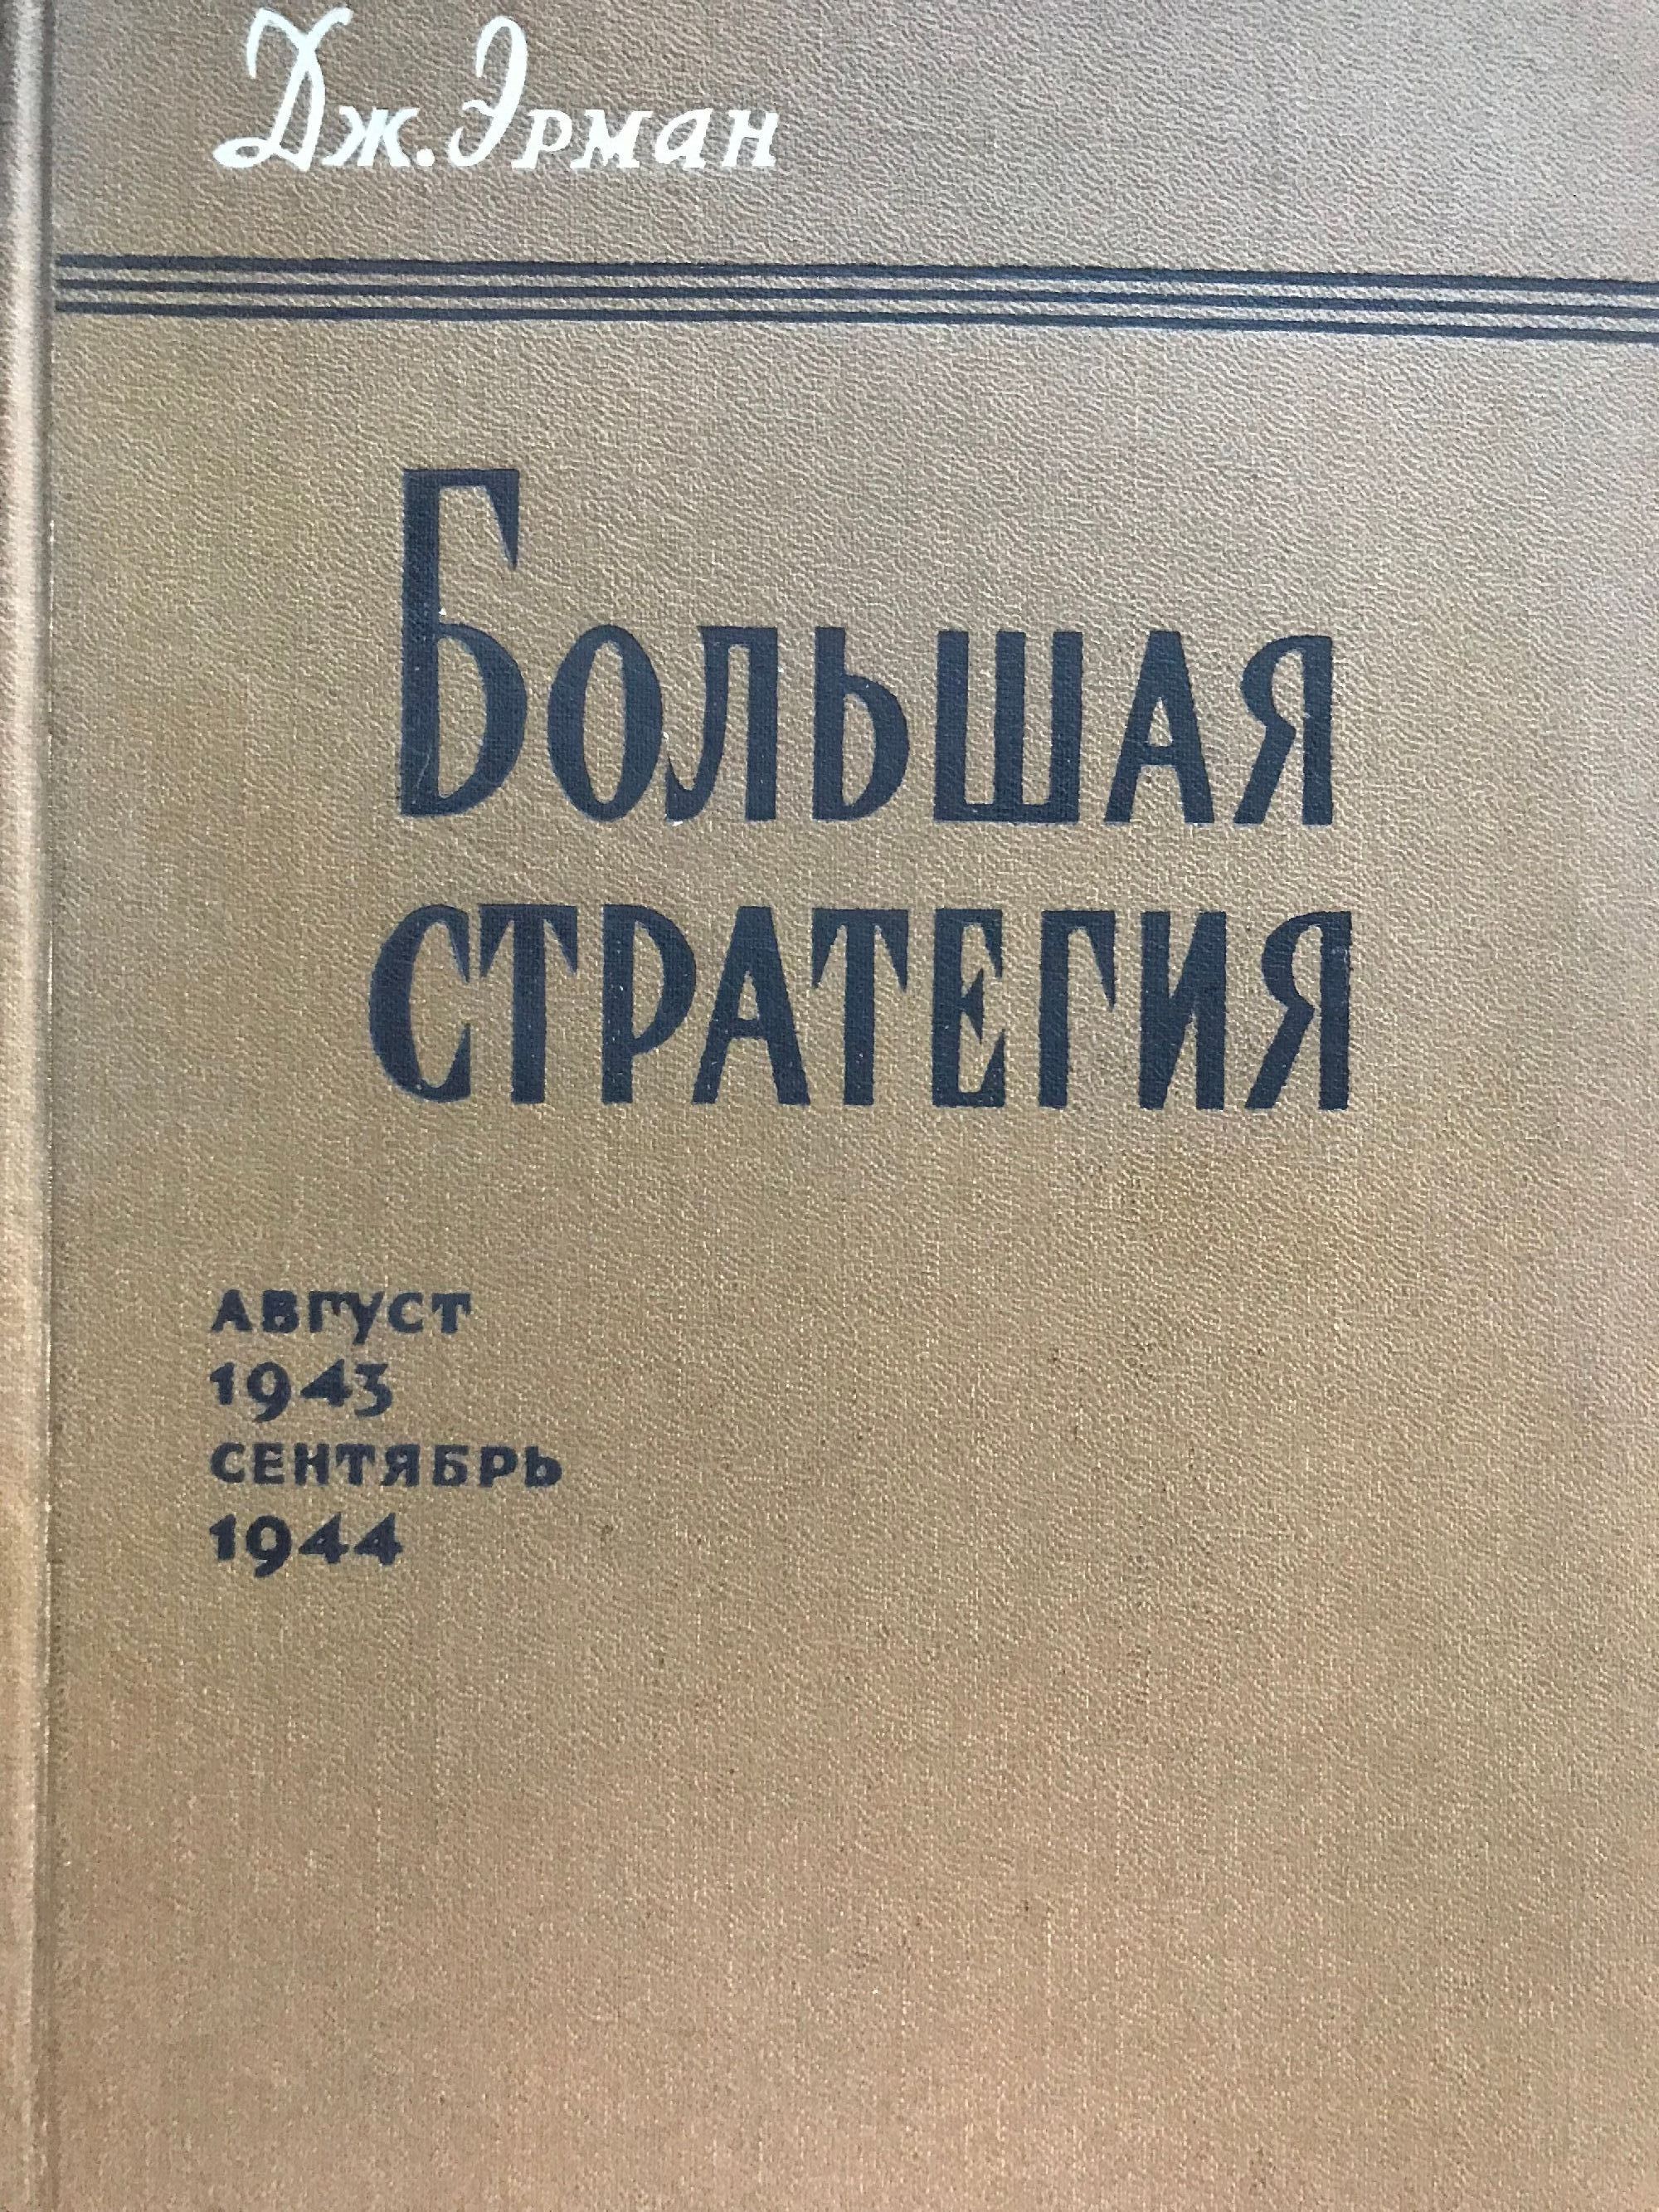 Дж. Эрман
БОЛЬШАЯ
СТРАТЕГИЯ
АВГУСТ
1943
СЕНТЯБРЬ
1944